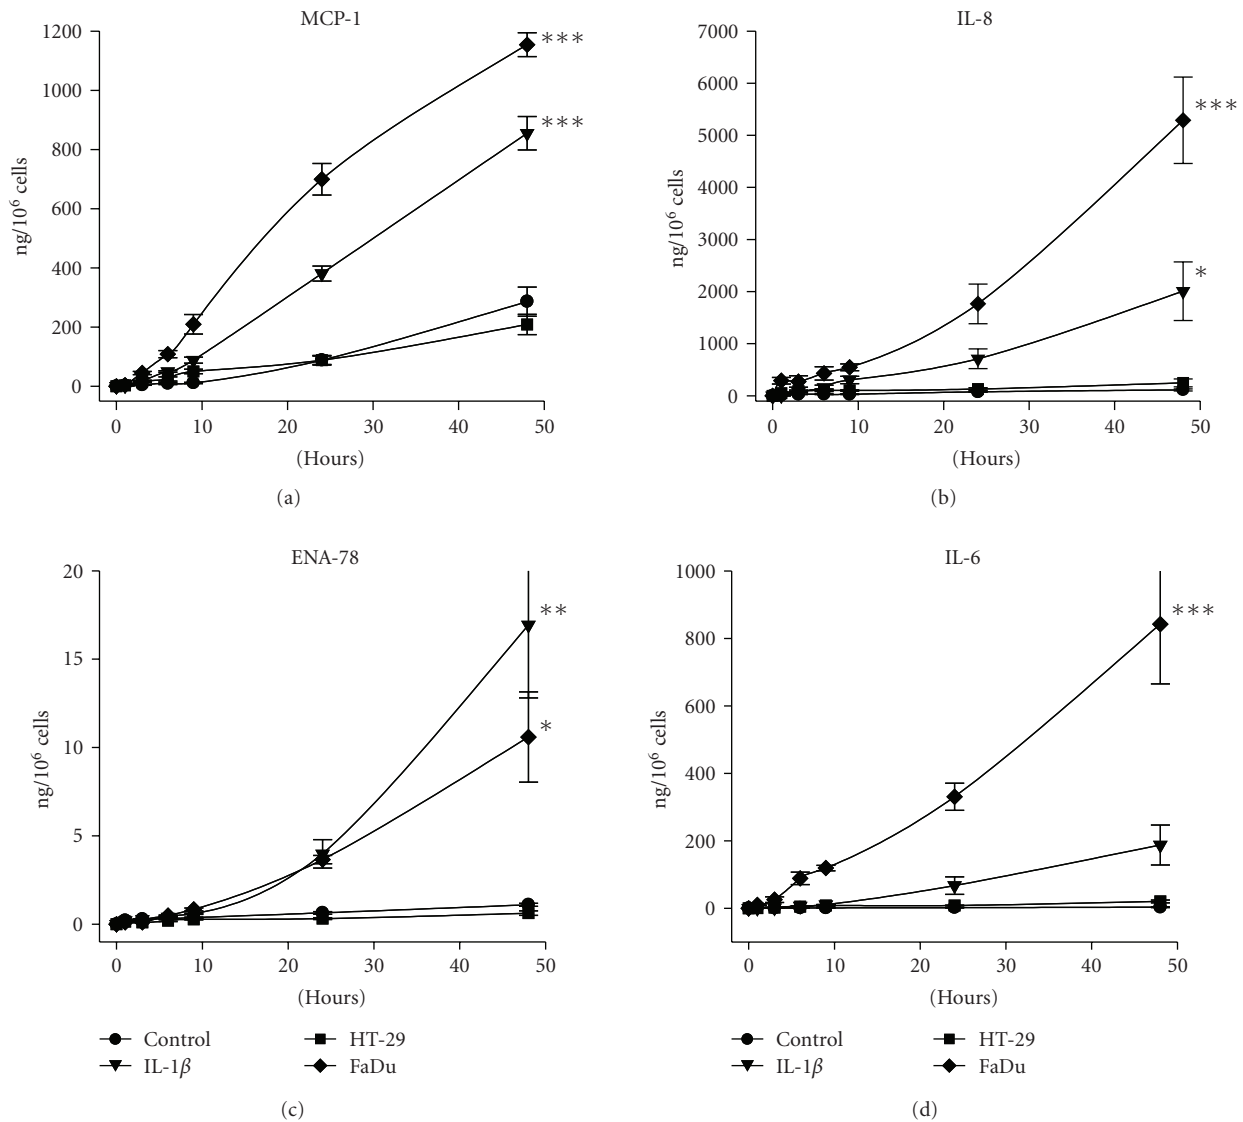 MCP-1
1200
1000
800
600
400
200
0
ng/10⁶ cells
∗∗∗
∗∗∗
0 10 20 30 40 50
(Hours)
(a)
IL-8
7000
6000
5000
4000
3000
2000
1000
0
ng/10⁶ cells
∗∗∗
∗
0 10 20 30 40 50
(Hours)
(b)
ENA-78
20
15
10
5
0
ng/10⁶ cells
∗∗
∗
0 10 20 30 40 50
(Hours)
Control HT-29
IL-1β FaDu
(c)
IL-6
1000
800
600
400
200
0
ng/10⁶ cells
∗∗∗
0 10 20 30 40 50
(Hours)
Control HT-29
IL-1β FaDu
(d)